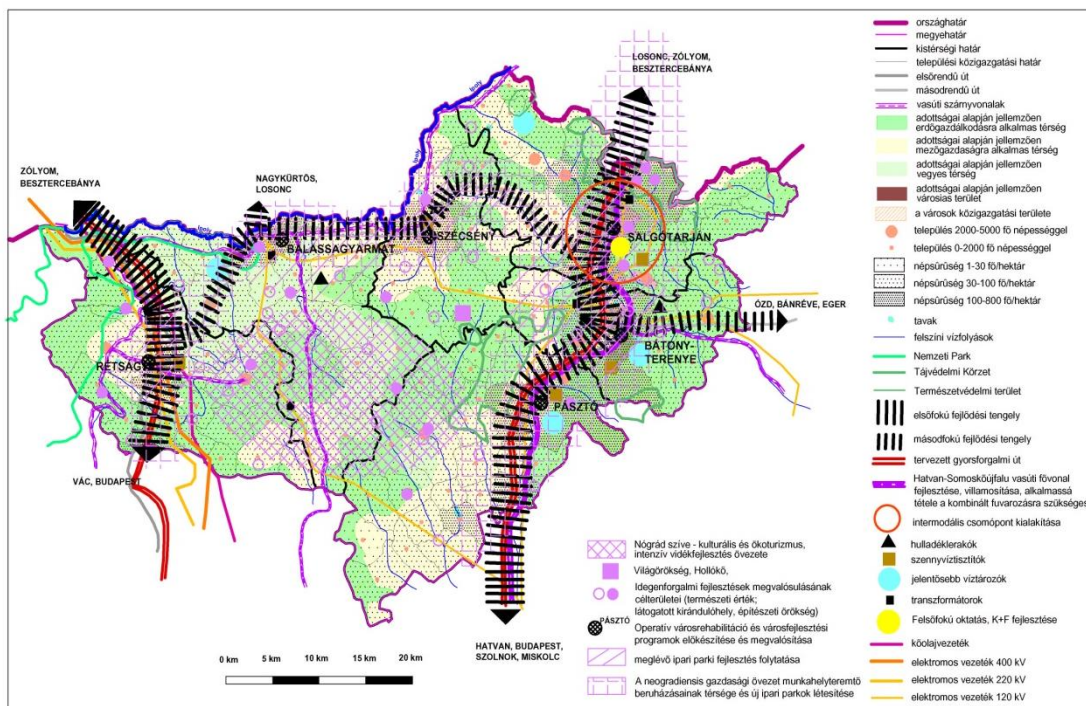 LOSONC, ZÓLYOM,
BESZTERCEBÁNYA
ZÓLYOM,
BESZTERCEBÁNYA
NAGYKÜRTÖS,
LOSONC
Ipoly
Ipoly
Ipoly
BALASSAGYARMAT
SZÉCSÉNY
SALGÓTARJÁN
ÓZD, BÁNRÉVE, EGER
BÁTONY-
TERENYE
RÉTSÁG
PÁSZTÓ
VÁC, BUDAPEST
HATVAN, BUDAPEST,
SZOLNOK, MISKOLC
0 km
5 km
10 km
15 km
20 km
Nógrád szíve - kulturális és ökoturizmus,
intenzív vidékfejlesztés övezete
Világörökség, Hollókő,
Idegenforgalmi fejlesztések megvalósulásának
célterületei (természeti érték;
látogatott kirándulóhely, építészeti örökség)
PÁSZTÓ
Operatív városrehabilitáció és városfejlesztési
programok előkészítése és megvalósítása
meglévő ipari parki fejlesztés folytatása
A neogradiensis gazdasági övezet munkahelyteremtő
beruházásainak térsége és új ipari parkok létesítése
országhatár
megyehatár
kistérségi határ
települési közigazgatási határ
elsőrendű út
másodrendű út
vasúti szárnyvonalak
adottságai alapján jellemzően
erdőgazdálkodásra alkalmas térség
adottságai alapján jellemzően
mezőgazdaságra alkalmas térség
adottságai alapján jellemzően
vegyes térség
adottságai alapján jellemzően
városias terület
a városok közigazgatási területe
település 2000-5000 fő népességgel
település 0-2000 fő népességgel
népsűrűség 1-30 fő/hektár
népsűrűség 30-100 fő/hektár
népsűrűség 100-800 fő/hektár
tavak
felszíni vízfolyások
Nemzeti Park
Tájvédelmi Körzet
Természetvédelmi terület
elsőfokú fejlődési tengely
másodfokú fejlődési tengely
tervezett gyorsforgalmi út
Hatvan-Somoskőújfalu vasúti fővonal
fejlesztése, villamosítása, alkalmassá
tétele a kombinált fuvarozásra szükséges
intermodális csomópont kialakítása
hulladéklerakók
szennyvíztisztítók
jelentősebb víztározók
transzformátorok
Felsőfokú oktatás, K+F fejlesztése
kőolajvezeték
elektromos vezeték 400 kV
elektromos vezeték 220 kV
elektromos vezeték 120 kV